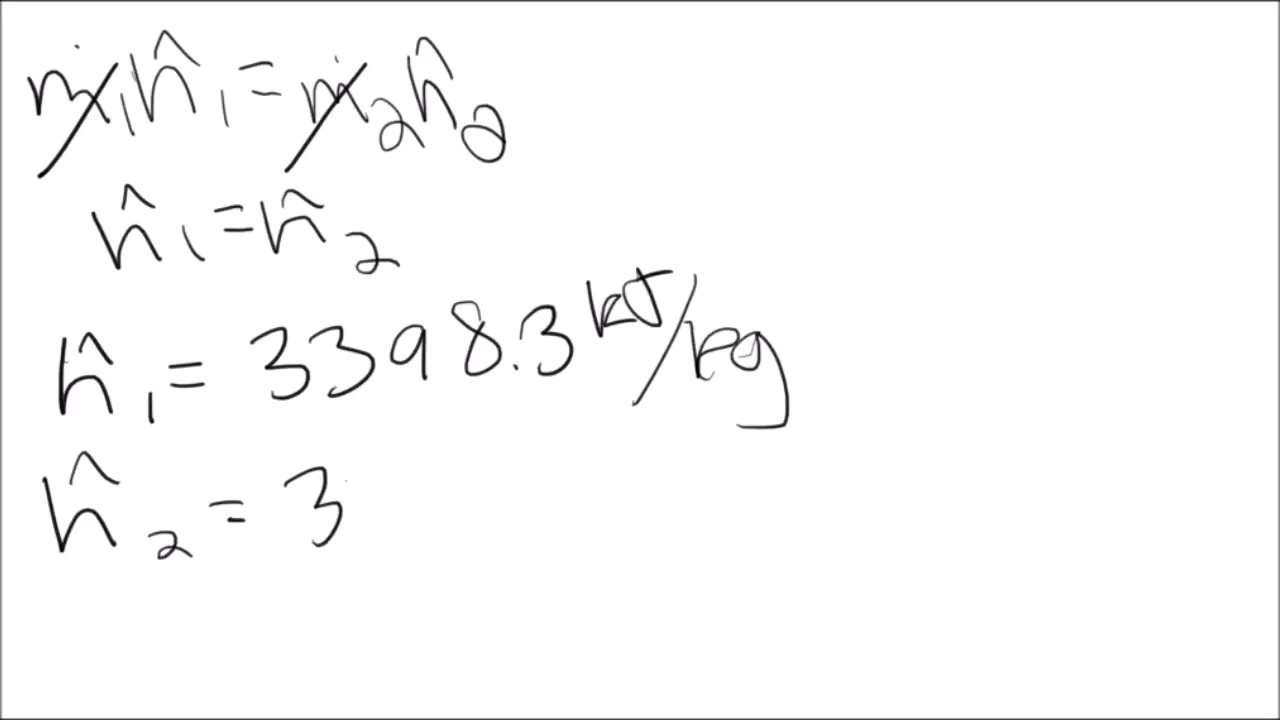 ṁ₁ĥ₁ = ṁ₂ĥ₂
ĥ₁ = ĥ₂
ĥ₁ = 3398.3 kJ/kg
ĥ₂ = 3